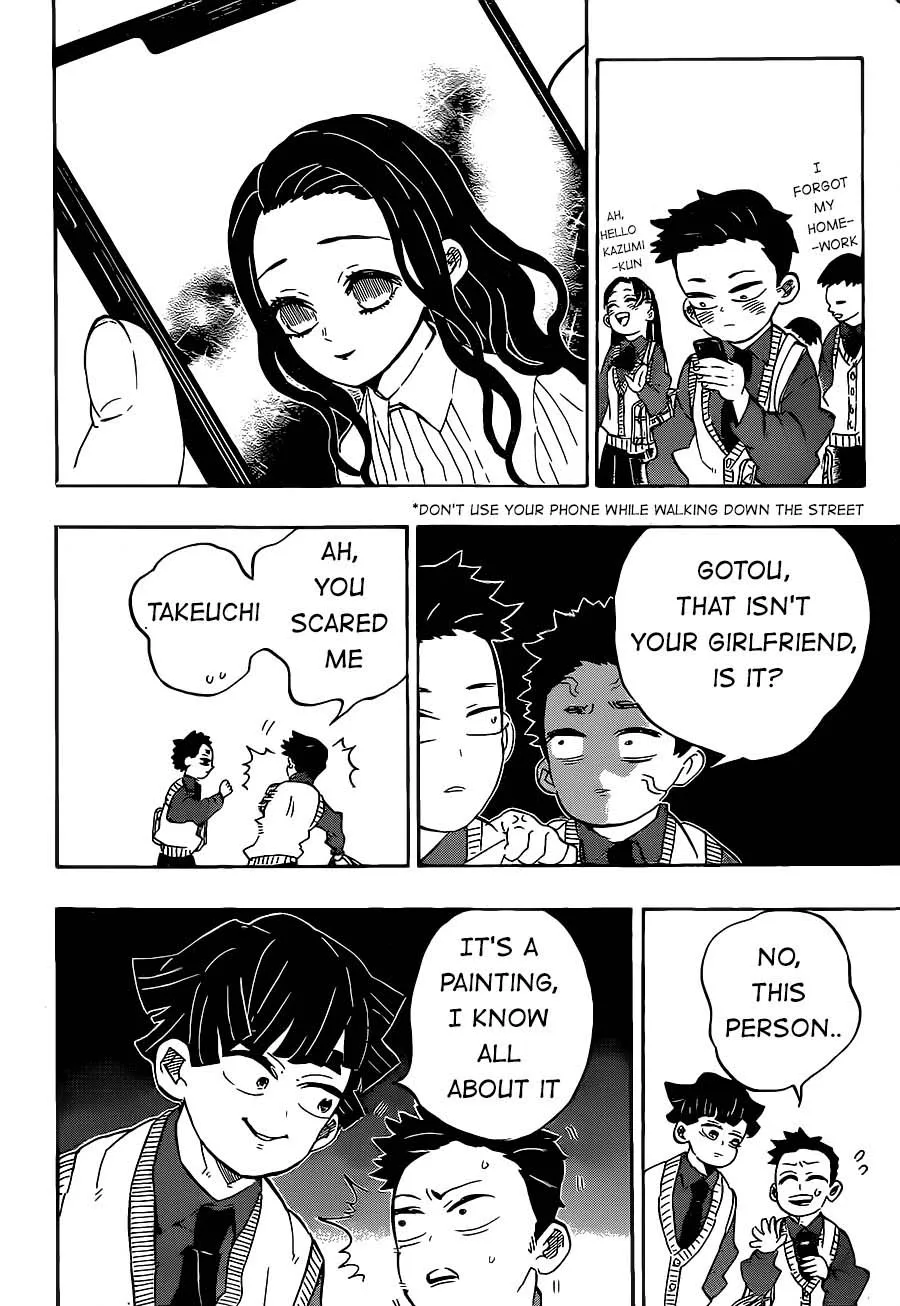 I
FORGOT
MY
HOME-
-WORK
AH,
HELLO
KAZUMI
-KUN
*DON'T USE YOUR PHONE WHILE WALKING DOWN THE STREET
GOTOU,
THAT ISN'T
YOUR GIRLFRIEND,
IS IT?
AH,
YOU
SCARED
ME
TAKEUCHI
NO,
THIS
PERSON..
IT'S A
PAINTING,
I KNOW
ALL
ABOUT IT